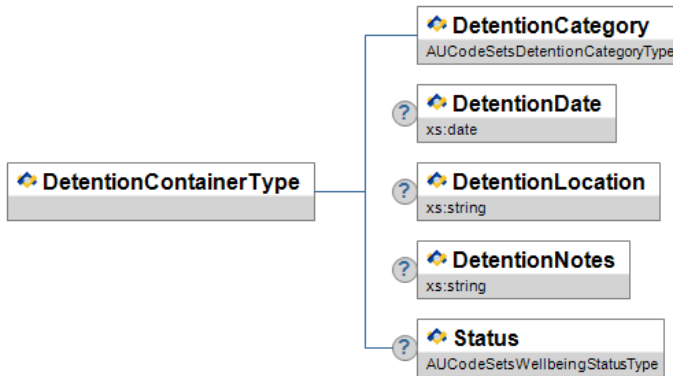 DetentionCategory
AUCodeSetsDetentionCategoryType
?
DetentionDate
xs:date
DetentionContainerType
?
DetentionLocation
xs:string
?
DetentionNotes
xs:string
?
Status
AUCodeSetsWellbeingStatusType